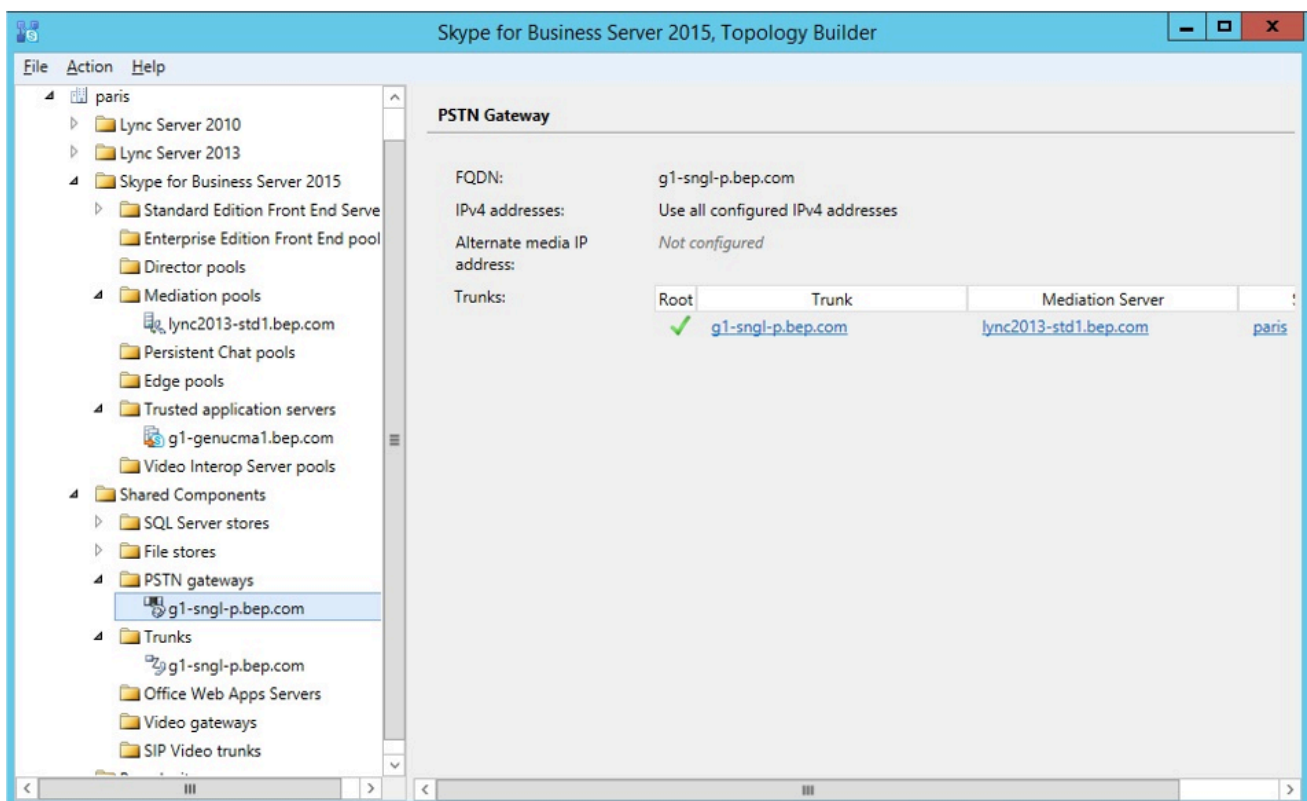 Skype for Business Server 2015, Topology Builder
File Action Help
paris
Lync Server 2010
Lync Server 2013
Skype for Business Server 2015
Standard Edition Front End Serve
Enterprise Edition Front End pool
Director pools
Mediation pools
lync2013-std1.bep.com
Persistent Chat pools
Edge pools
Trusted application servers
g1-genucma1.bep.com
Video Interop Server pools
Shared Components
SQL Server stores
File stores
PSTN gateways
g1-sngl-p.bep.com
Trunks
g1-sngl-p.bep.com
Office Web Apps Servers
Video gateways
SIP Video trunks
PSTN Gateway
FQDN: g1-sngl-p.bep.com
IPv4 addresses: Use all configured IPv4 addresses
Alternate media IP Not configured
address:
Trunks: Root Trunk Mediation Server
g1-sngl-p.bep.com lync2013-std1.bep.com paris